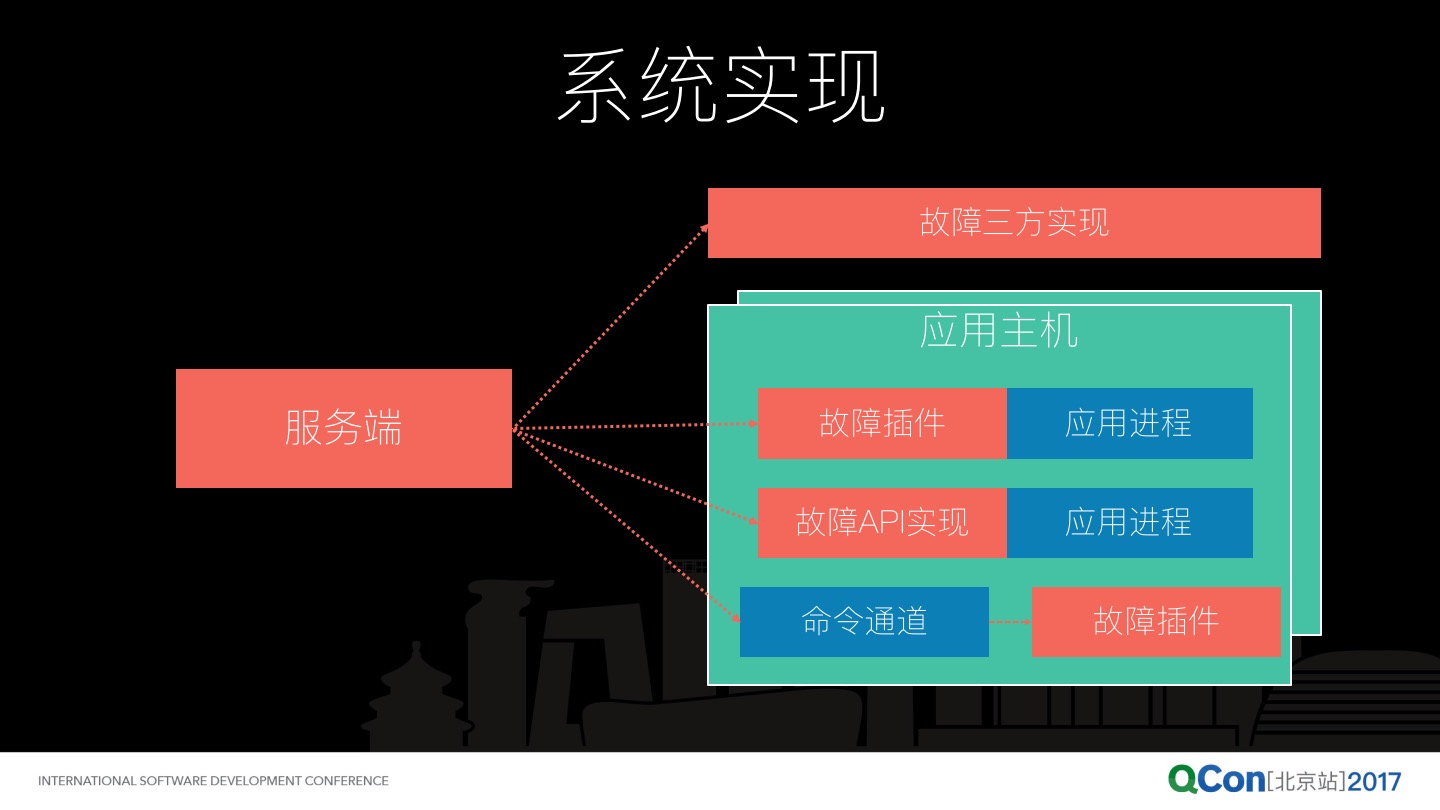 系统实现
故障三方实现
应用主机
服务端
故障插件
应用进程
故障API实现
应用进程
命令通道
故障插件
INTERNATIONAL SOFTWARE DEVELOPMENT CONFERENCE
QCon[北京站]2017